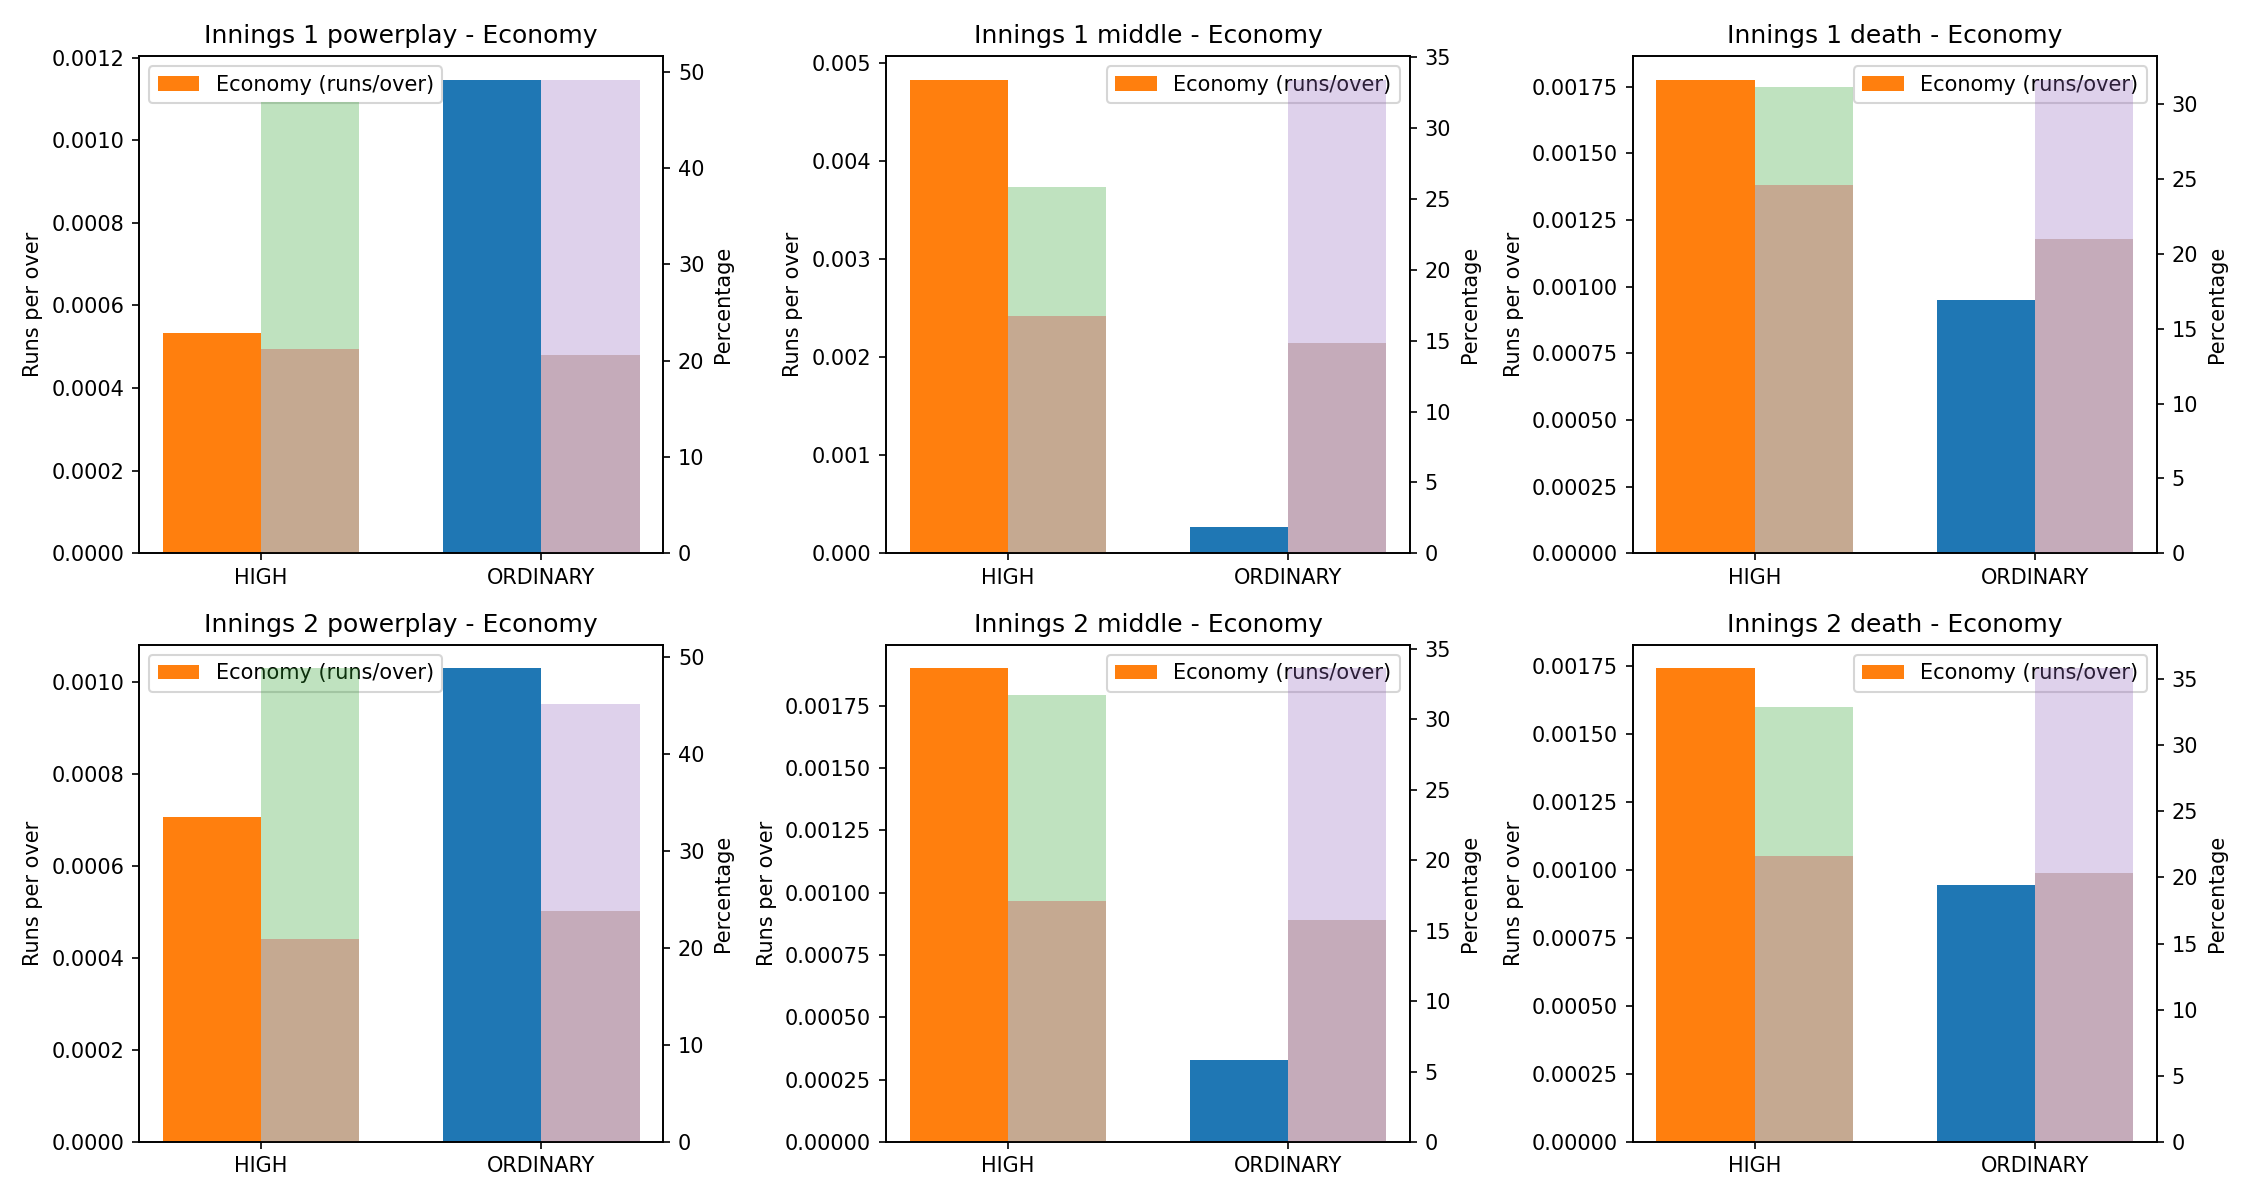 Innings 1 powerplay - Economy
Economy (runs/over)
Runs per over
0.0012
0.0010
0.0008
0.0006
0.0004
0.0002
0.0000
50
40
30
20
10
0
Percentage
HIGH
ORDINARY
Innings 1 middle - Economy
Economy (runs/over)
Runs per over
0.005
0.004
0.003
0.002
0.001
0.000
35
30
25
20
15
10
5
0
Percentage
HIGH
ORDINARY
Innings 1 death - Economy
Economy (runs/over)
Runs per over
0.00175
0.00150
0.00125
0.00100
0.00075
0.00050
0.00025
0.00000
30
25
20
15
10
5
0
Percentage
HIGH
ORDINARY
Innings 2 powerplay - Economy
Economy (runs/over)
Runs per over
0.0010
0.0008
0.0006
0.0004
0.0002
0.0000
50
40
30
20
10
0
Percentage
HIGH
ORDINARY
Innings 2 middle - Economy
Economy (runs/over)
Runs per over
0.00175
0.00150
0.00125
0.00100
0.00075
0.00050
0.00025
0.00000
35
30
25
20
15
10
5
0
Percentage
HIGH
ORDINARY
Innings 2 death - Economy
Economy (runs/over)
Runs per over
0.00175
0.00150
0.00125
0.00100
0.00075
0.00050
0.00025
0.00000
35
30
25
20
15
10
5
0
Percentage
HIGH
ORDINARY